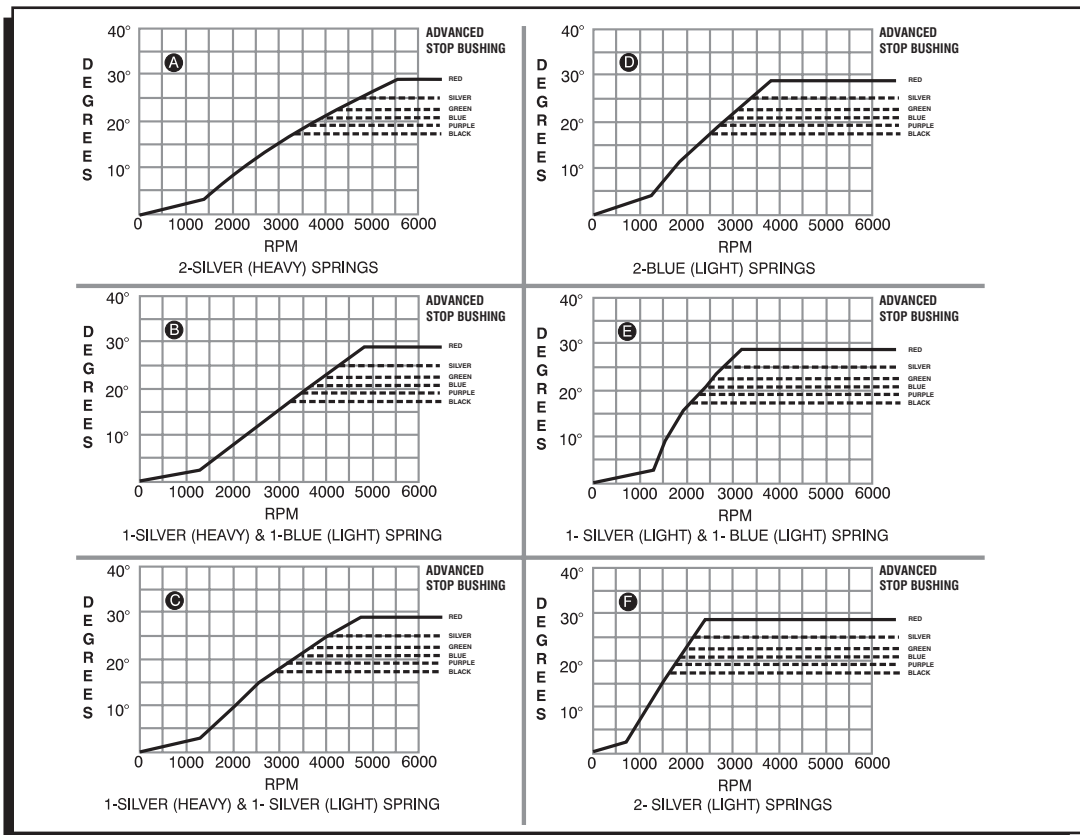 40°
ADVANCED
STOP BUSHING
A
DEGREES
30°
RED
SILVER
GREEN
20°
BLUE
PURPLE
BLACK
10°
0 1000 2000 3000 4000 5000 6000
RPM
2-SILVER (HEAVY) SPRINGS
40°
ADVANCED
STOP BUSHING
D
DEGREES
30°
RED
SILVER
GREEN
20°
BLUE
PURPLE
BLACK
10°
0 1000 2000 3000 4000 5000 6000
RPM
2-BLUE (LIGHT) SPRINGS
40°
ADVANCED
STOP BUSHING
B
DEGREES
30°
RED
SILVER
GREEN
20°
BLUE
PURPLE
BLACK
10°
0 1000 2000 3000 4000 5000 6000
RPM
1-SILVER (HEAVY) & 1-BLUE (LIGHT) SPRING
40°
ADVANCED
STOP BUSHING
E
DEGREES
30°
RED
SILVER
GREEN
20°
BLUE
PURPLE
BLACK
10°
0 1000 2000 3000 4000 5000 6000
RPM
1- SILVER (LIGHT) & 1- BLUE (LIGHT) SPRING
40°
ADVANCED
STOP BUSHING
C
DEGREES
30°
RED
SILVER
GREEN
20°
BLUE
PURPLE
BLACK
10°
0 1000 2000 3000 4000 5000 6000
RPM
1-SILVER (HEAVY) & 1- SILVER (LIGHT) SPRING
40°
ADVANCED
STOP BUSHING
F
DEGREES
30°
RED
SILVER
GREEN
20°
BLUE
PURPLE
BLACK
10°
0 1000 2000 3000 4000 5000 6000
RPM
2- SILVER (LIGHT) SPRINGS